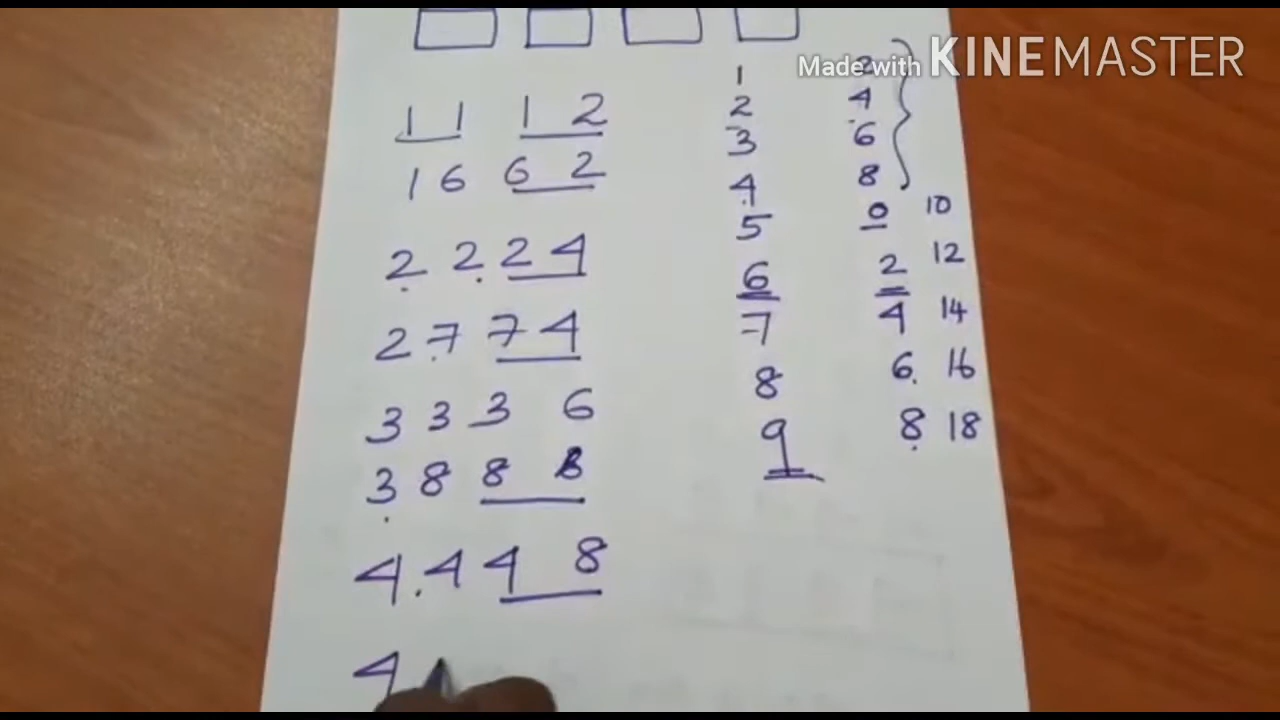 Made with KINEMASTER
1 1 1 2
1 6 6 2
2 2 2 4
2 7 7 4
3 3 3 6
3 8 8 6
4 4 4 8
4
1 2
2 4
3 6
4 8
5 0 10
6 2 12
7 4 14
8 6 16
9 8 18